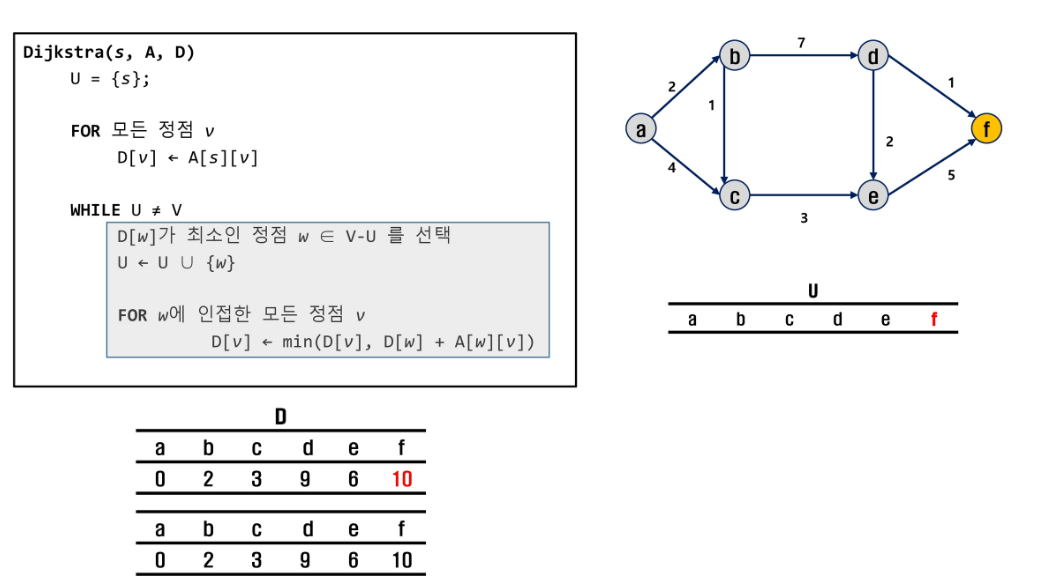 Dijkstra(s, A, D)
U = {s};
FOR 모든 정점 v
D[v] ← A[s][v]
WHILE U ≠ V
D[w]가 최소인 정점 w ∈ V-U 를 선택
U ← U ∪ {w}
FOR w에 인접한 모든 정점 v
D[v] ← min(D[v], D[w] + A[w][v])
7
b
d
2
1
1
a
f
2
4
5
c
e
3
U
a b c d e f
D
a b c d e f
0 2 3 9 6 10
a b c d e f
0 2 3 9 6 10